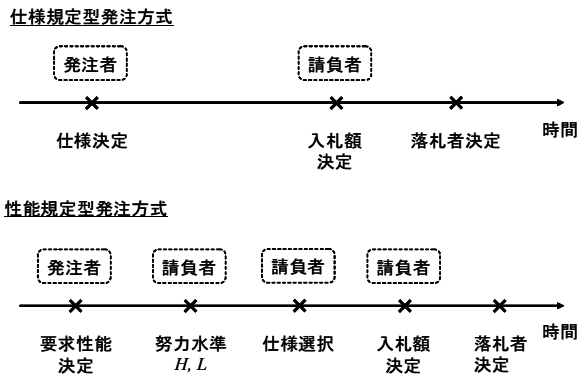 仕様規定型発注方式
発注者
請負者
仕様決定
入札額
決定
落札者決定
時間
性能規定型発注方式
発注者
請負者
請負者
請負者
要求性能
決定
努力水準
H, L
仕様選択
入札額
決定
落札者
決定
時間